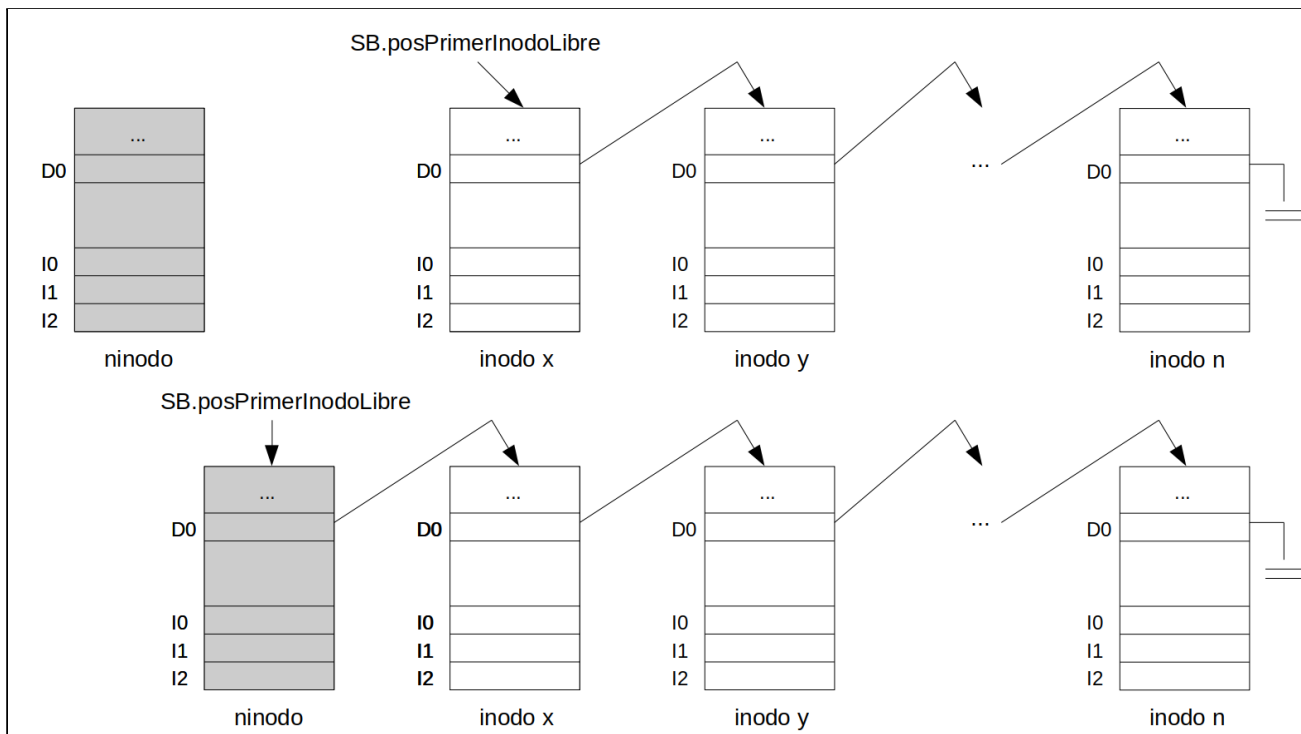 SB.posPrimerInodoLibre
... ... ... ...
D0 D0 D0 ... D0
I0 I0 I0 I0
I1 I1 I1 I1
I2 I2 I2 I2
ninodo inodo x inodo y inodo n
SB.posPrimerInodoLibre
... ... ... ...
D0 D0 D0 ... D0
I0 I0 I0 I0
I1 I1 I1 I1
I2 I2 I2 I2
ninodo inodo x inodo y inodo n